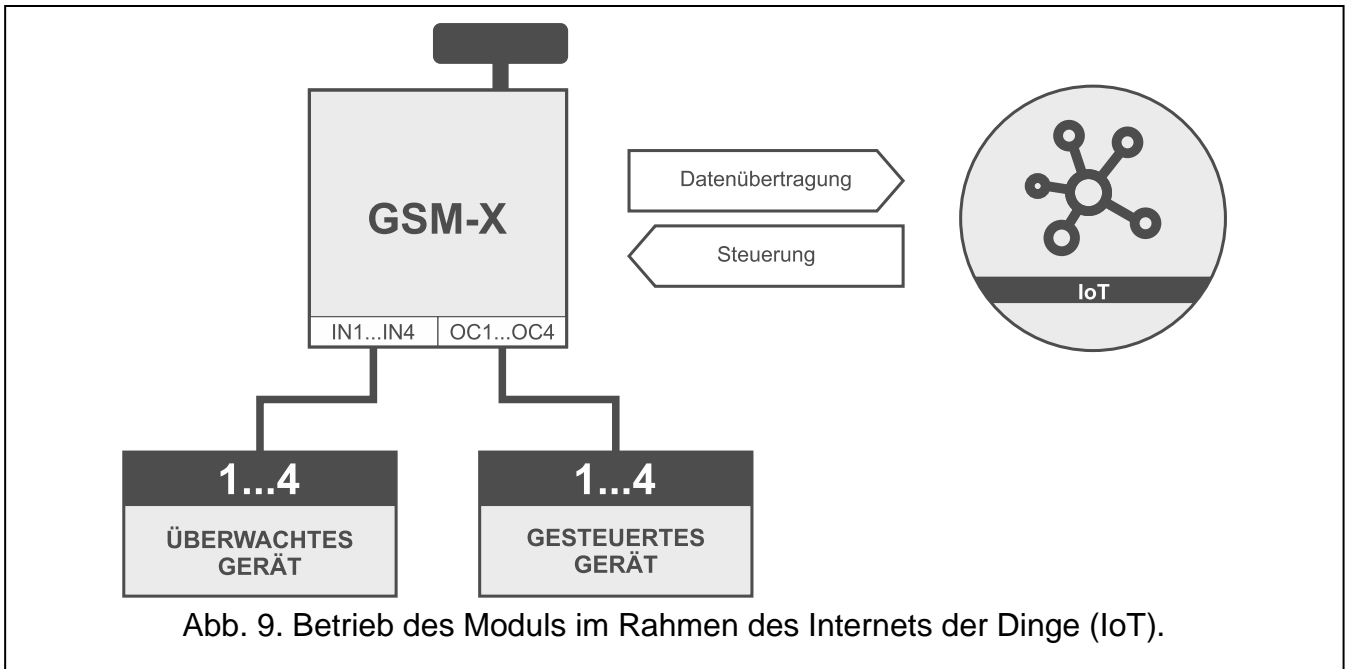 GSM-X
IN1...IN4 OC1...OC4
Datenübertragung
Steuerung
IoT
1...4
ÜBERWACHTES
GERÄT
1...4
GESTEUERTES
GERÄT
Abb. 9. Betrieb des Moduls im Rahmen des Internets der Dinge (IoT).